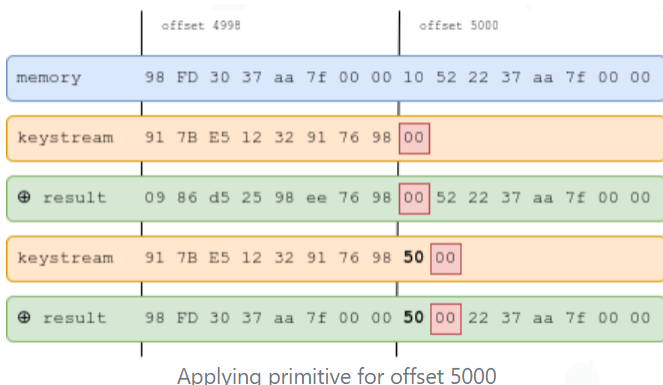 offset 4998 offset 5000
memory 98 FD 30 37 aa 7f 00 00 10 52 22 37 aa 7f 00 00
keystream 91 7B E5 12 32 91 76 98 00
⊕ result 09 86 d5 25 98 ee 76 98 00 52 22 37 aa 7f 00 00
keystream 91 7B E5 12 32 91 76 98 50 00
⊕ result 98 FD 30 37 aa 7f 00 00 50 00 22 37 aa 7f 00 00
Applying primitive for offset 5000